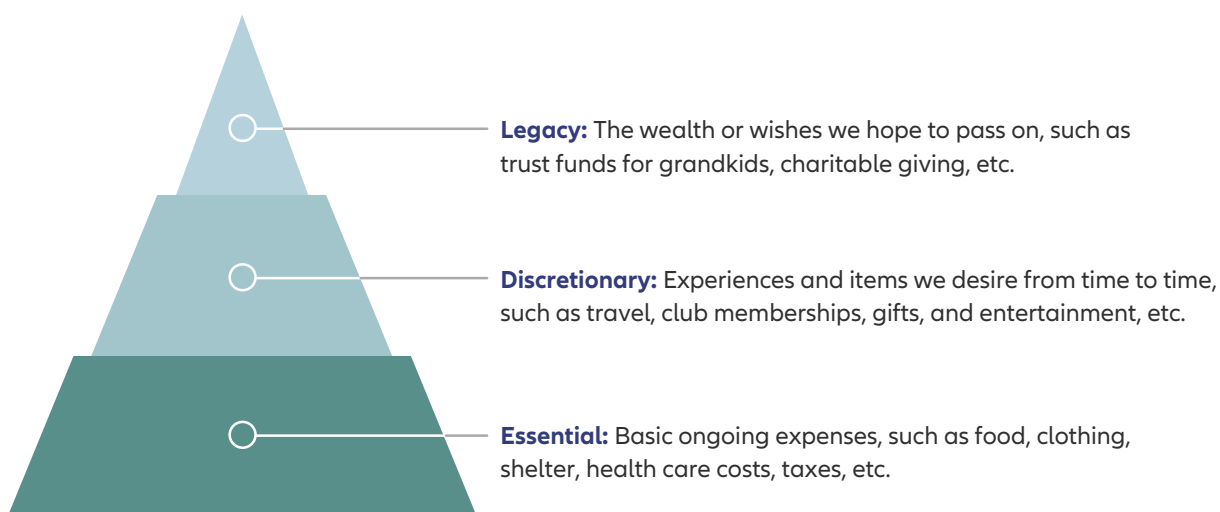 Legacy: The wealth or wishes we hope to pass on, such as
trust funds for grandkids, charitable giving, etc.
Discretionary: Experiences and items we desire from time to time,
such as travel, club memberships, gifts, and entertainment, etc.
Essential: Basic ongoing expenses, such as food, clothing,
shelter, health care costs, taxes, etc.